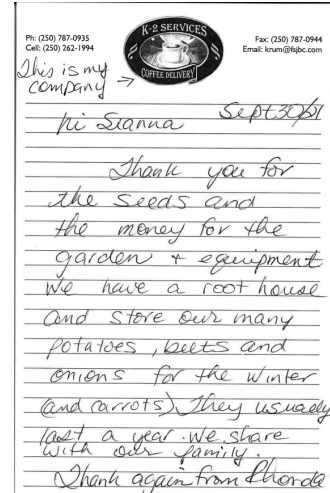 Ph: (250) 787-0935
Cell: (250) 262-1994
K-2 SERVICES
COFFEE DELIVERY
Fax: (250) 787-0944
Email: krum@fsjbc.com
This is my
company →
Sept 30/21
hi Seanna
Thank you for
the seeds and
the money for the
garden + equipment
We have a root house
and store our many
potatoes, beets and
onions for the winter
(and carrots) They usually
last a year. We share
with our family.
Thank again from Rhonda